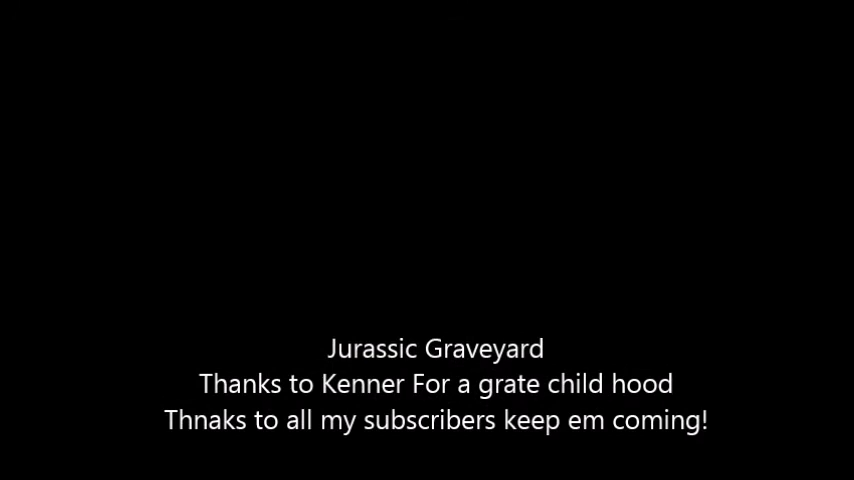 Jurassic Graveyard
Thanks to Kenner For a grate child hood
Thnaks to all my subscribers keep em coming!